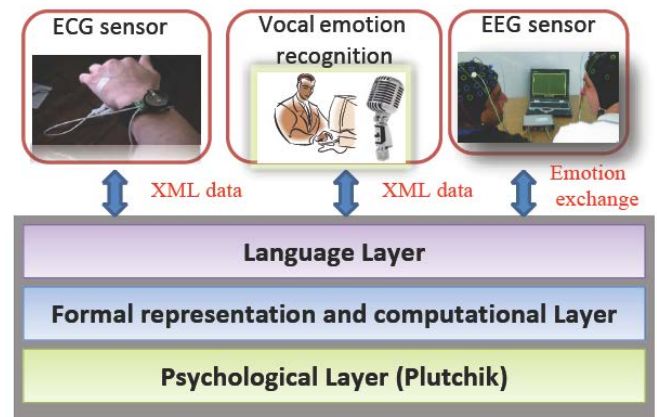 ECG sensor
Vocal emotion
recognition
EEG sensor
XML data
XML data
Emotion
exchange
Language Layer
Formal representation and computational Layer
Psychological Layer (Plutchik)